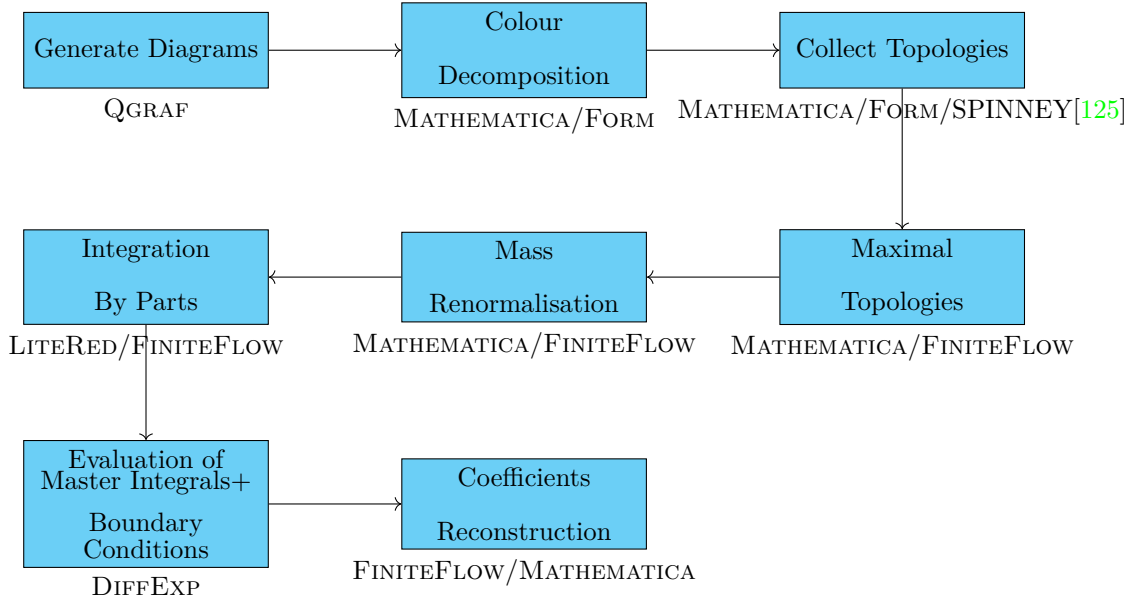 Generate Diagrams
QGRAF
Colour
Decomposition
MATHEMATICA/FORM
Collect Topologies
MATHEMATICA/FORM/SPINNEY[125]
Maximal
Topologies
MATHEMATICA/FINITEFLOW
Mass
Renormalisation
MATHEMATICA/FINITEFLOW
Integration
By Parts
LITERED/FINITEFLOW
Evaluation of
Master Integrals+
Boundary
Conditions
DIFFEXP
Coefficients
Reconstruction
FINITEFLOW/MATHEMATICA